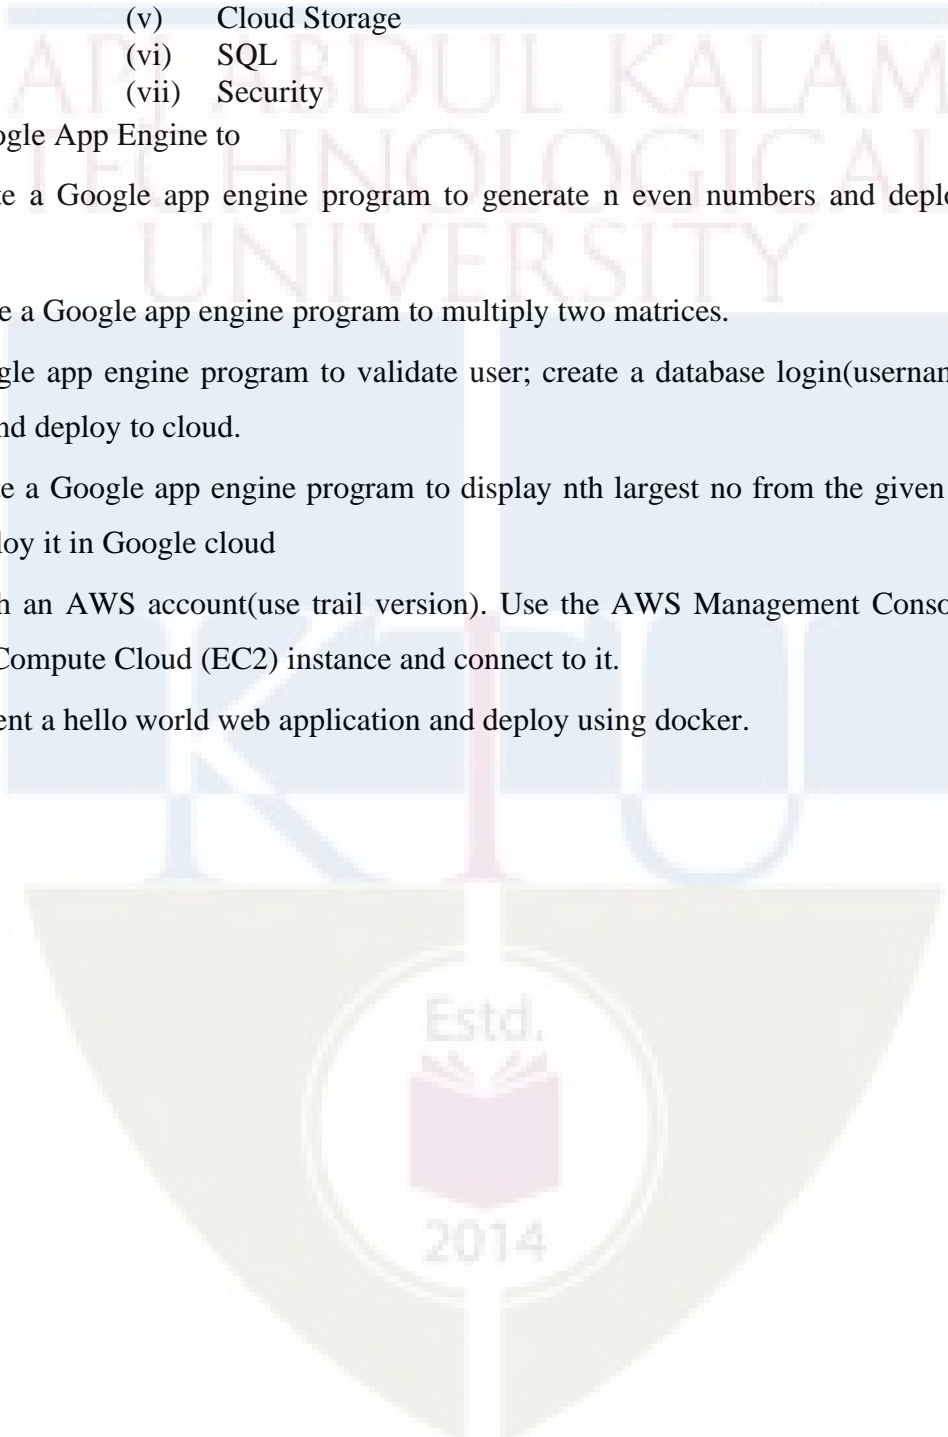 (v) Cloud Storage
(vi) SQL
(vii) Security
ogle App Engine to
te a Google app engine program to generate n even numbers and deplo
e a Google app engine program to multiply two matrices.
gle app engine program to validate user; create a database login(usernan
nd deploy to cloud.
e a Google app engine program to display nth largest no from the given
loy it in Google cloud
h an AWS account(use trail version). Use the AWS Management Conso
Compute Cloud (EC2) instance and connect to it.
ent a hello world web application and deploy using docker.
APJ ABDUL KALAM
TECHNOLOGICAL
UNIVERSITY
KTU
Estd.
2014